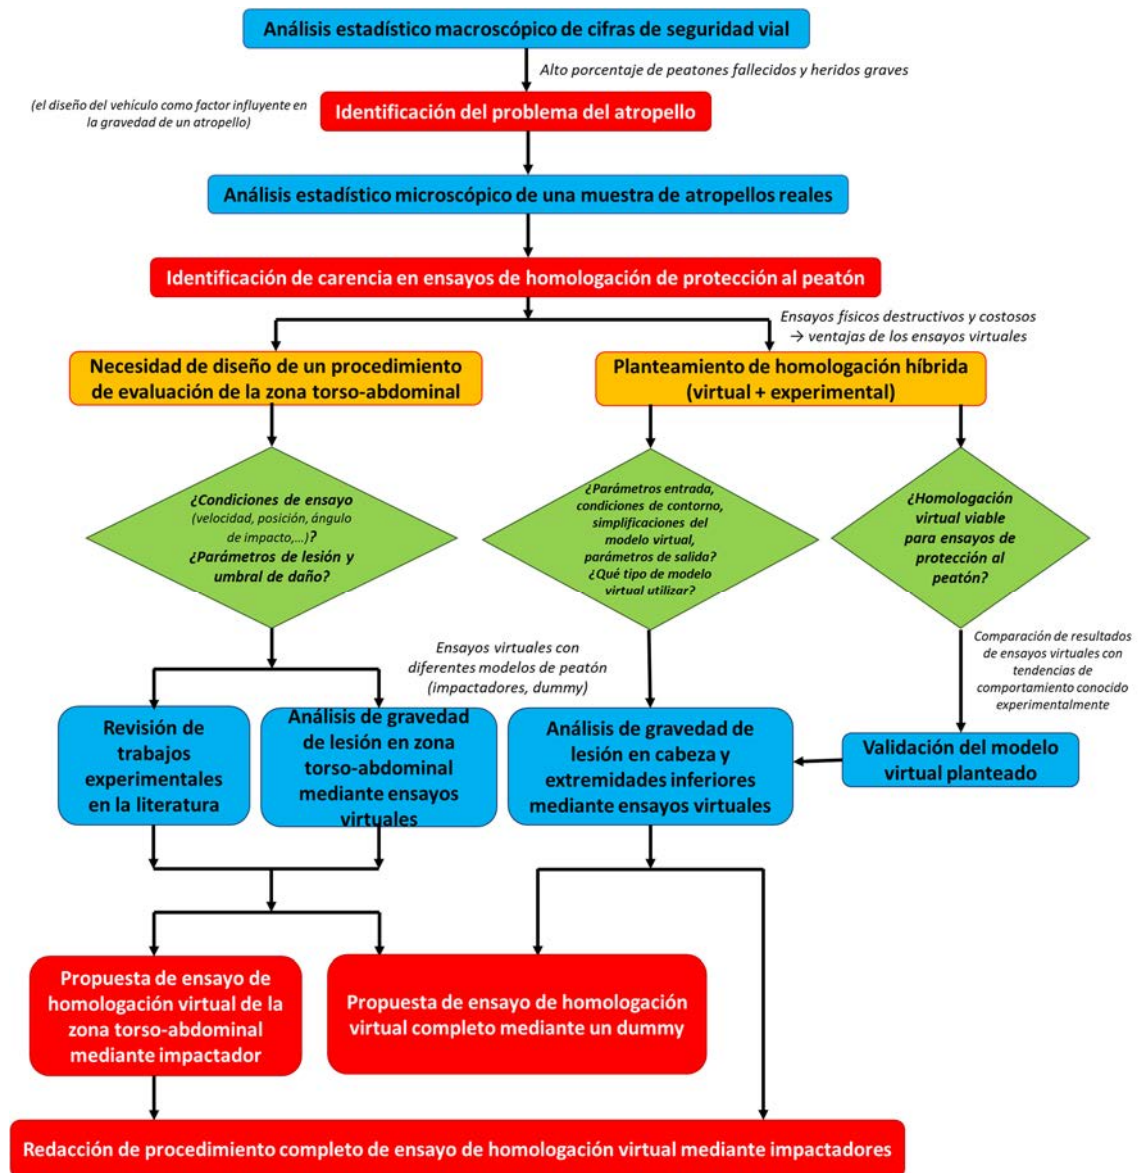 Análisis estadístico macroscópico de cifras de seguridad vial
Alto porcentaje de peatones fallecidos y heridos graves
(el diseño del vehículo como factor influyente en
la gravedad de un atropello)
Identificación del problema del atropello
Análisis estadístico microscópico de una muestra de atropellos reales
Identificación de carencia en ensayos de homologación de protección al peatón
Ensayos físicos destructivos y costosos
→ ventajas de los ensayos virtuales
Necesidad de diseño de un procedimiento
de evaluación de la zona torso-abdominal
Planteamiento de homologación híbrida
(virtual + experimental)
¿Condiciones de ensayo
(velocidad, posición, ángulo
de impacto,...)?
¿Parámetros de lesión y
umbral de daño?
¿Parámetros entrada,
condiciones de contorno,
simplificaciones del
modelo virtual,
parámetros de salida?
¿Qué tipo de modelo
virtual utilizar?
¿Homologación
virtual viable
para ensayos de
protección al
peatón?
Ensayos virtuales con
diferentes modelos de peatón
(impactadores, dummy)
Comparación de resultados
de ensayos virtuales con
tendencias de
comportamiento conocido
experimentalmente
Revisión de
trabajos
experimentales
en la literatura
Análisis de gravedad
de lesión en zona
torso-abdominal
mediante ensayos
virtuales
Análisis de gravedad de
lesión en cabeza y
extremidades inferiores
mediante ensayos virtuales
Validación del modelo
virtual planteado
Propuesta de ensayo de
homologación virtual de la
zona torso-abdominal
mediante impactador
Propuesta de ensayo de homologación
virtual completo mediante un dummy
Redacción de procedimiento completo de ensayo de homologación virtual mediante impactadores